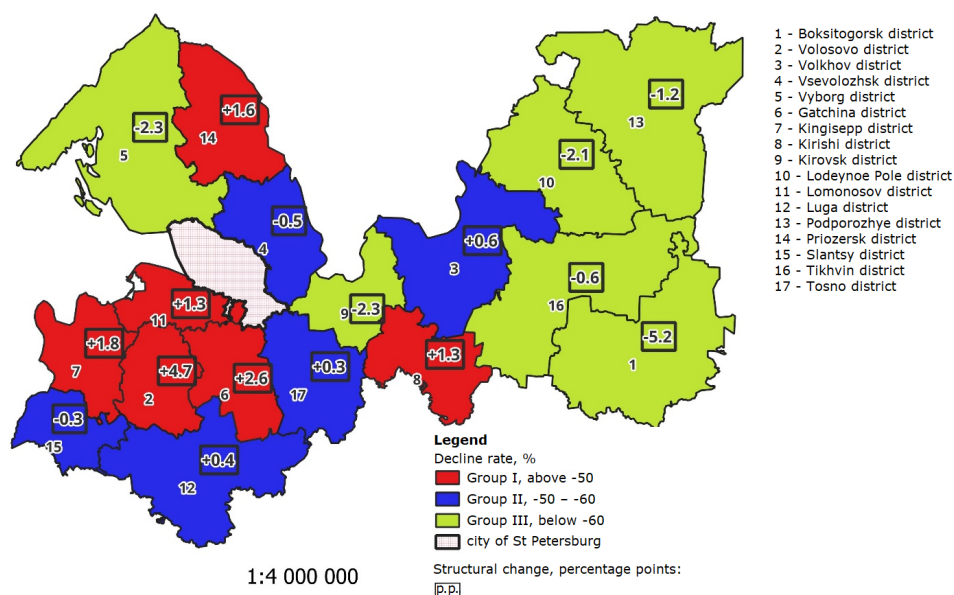 1 - Boksitogorsk district
2 - Volosovo district
3 - Volkhov district
4 - Vsevolozhsk district
5 - Vyborg district
6 - Gatchina district
7 - Kingisepp district
8 - Kirishi district
9 - Kirovsk district
10 - Lodeynoe Pole district
11 - Lomonosov district
12 - Luga district
13 - Podporozhye district
14 - Priozersk district
15 - Slantsy district
16 - Tikhvin district
17 - Tosno district
-1.2
13
+1.6
14
-2.3
5
-2.1
10
-0.5
4
+0.6
3
-0.6
16
+1.3
11
-2.3
9
-5.2
1
+1.8
7
+4.7
2
+2.6
6
+0.3
17
+1.3
8
-0.3
15
+0.4
12
Legend
Decline rate, %
Group I, above -50
Group II, -50 – -60
Group III, below -60
city of St Petersburg
Structural change, percentage points:
p.p.
1:4 000 000